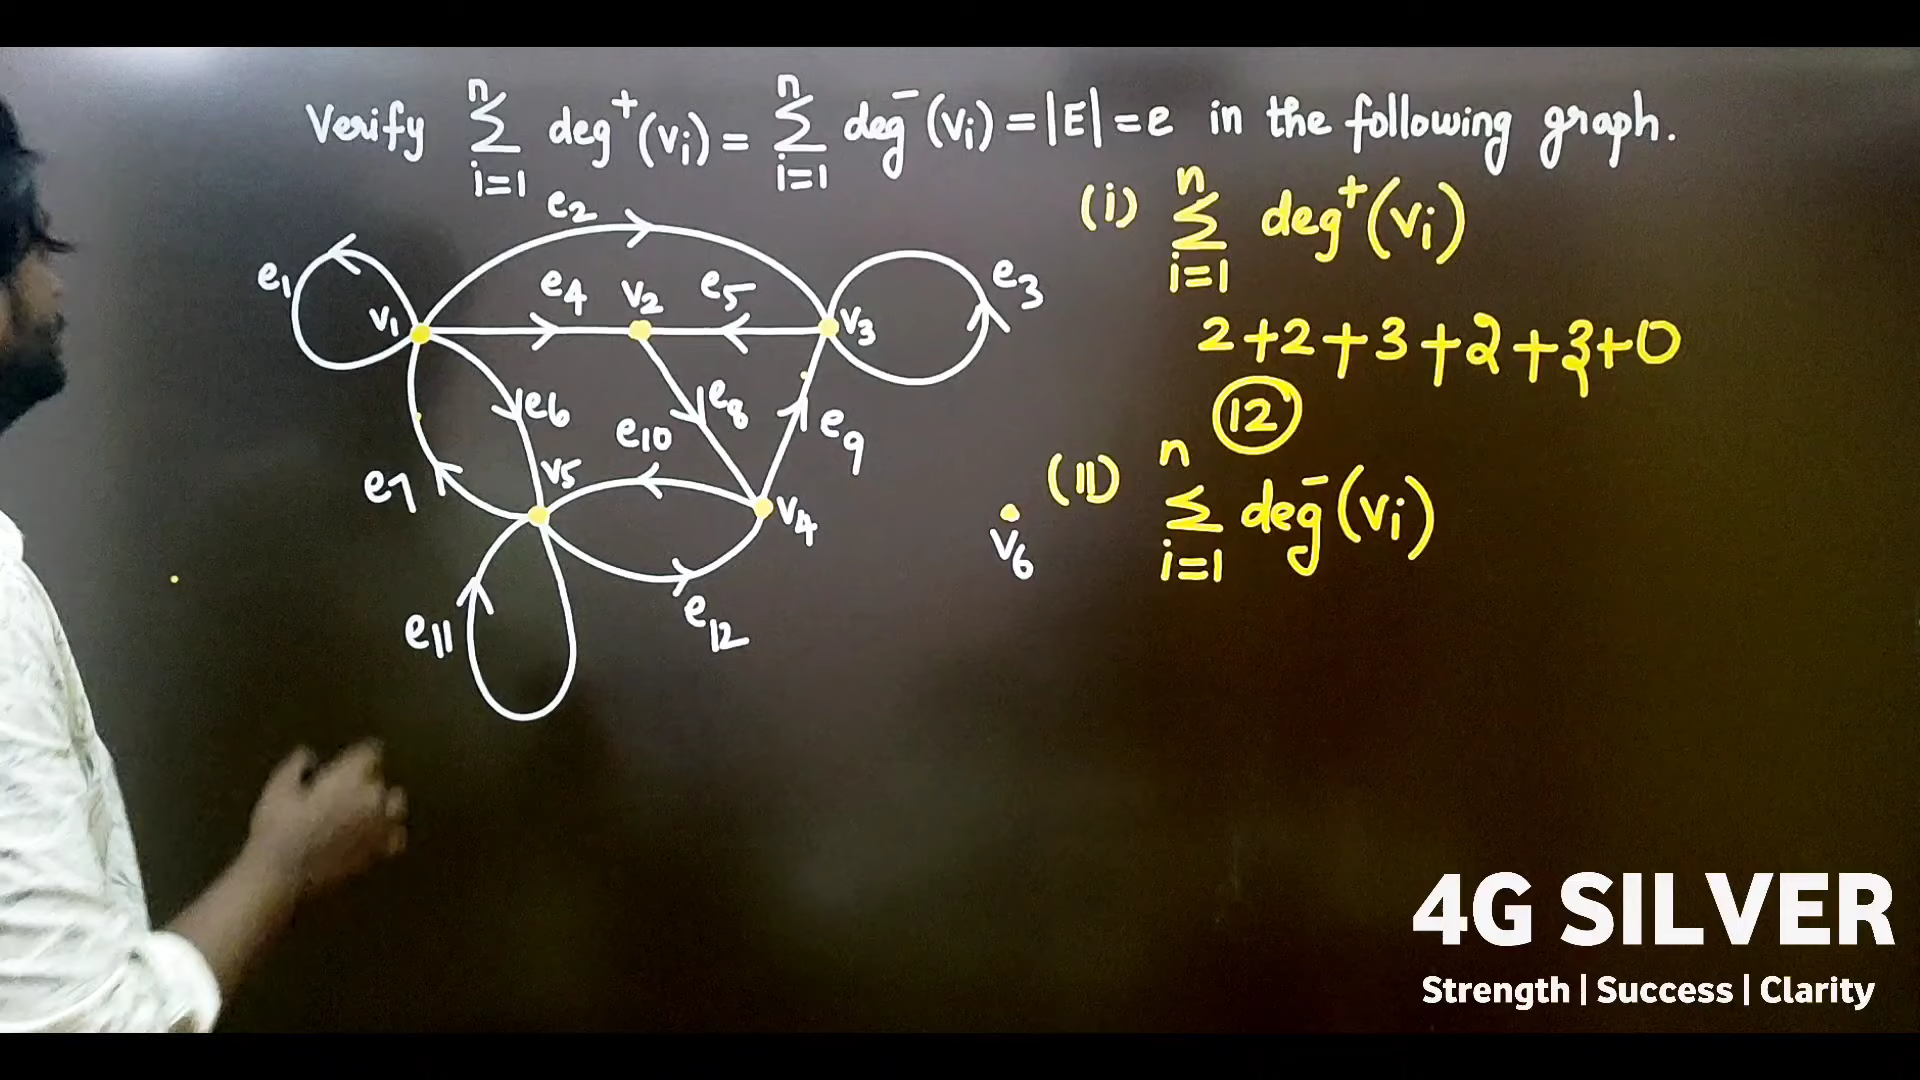 Verify n∑i=1 deg⁺(vᵢ) = n∑i=1 deg⁻(vᵢ) = |E| = e in the following graph.
e₂
(i) n∑i=1 deg⁺(vᵢ)
e₁
v₁
e₄
v₂
e₅
v₃
e₃
2+2+3+2+3+0
12
e₆
e₈
e₁₀
e₉
e₇
v₅
v₄
v₆
(II) n∑i=1 deg⁻(vᵢ)
e₁₁
e₁₂
4G SILVER
Strength | Success | Clarity